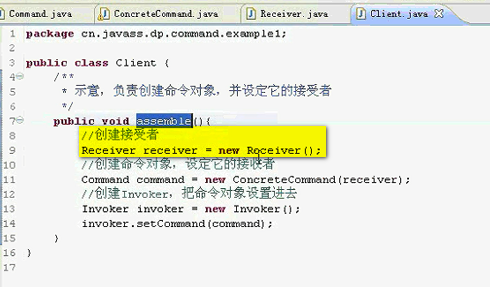 Command.java ConcreteCommand.java Receiver.java Client.java
1 package cn.javass.dp.command.example1;
2
3 public class Client {
4 /**
5 * 示意，负责创建命令对象，并设定它的接受者
6 */
7 public void assemble(){
8 //创建接受者
9 Receiver receiver = new Receiver();
10 //创建命令对象，设定它的接收者
11 Command command = new ConcreteCommand(receiver);
12 //创建Invoker，把命令对象设置进去
13 Invoker invoker = new Invoker();
14 invoker.setCommand(command);
15 }
16 }
17